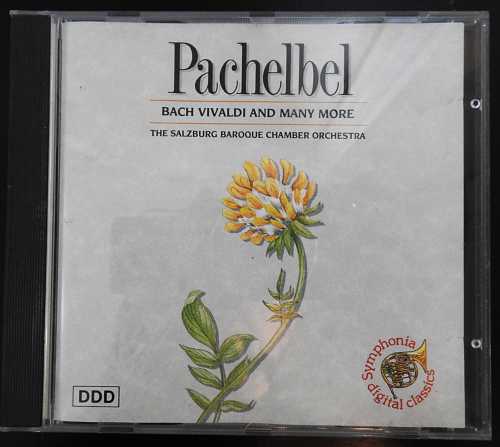 Pachelbel
BACH VIVALDI AND MANY MORE
THE SALZBURG BAROQUE CHAMBER ORCHESTRA
Symphonia
digital classics
DDD